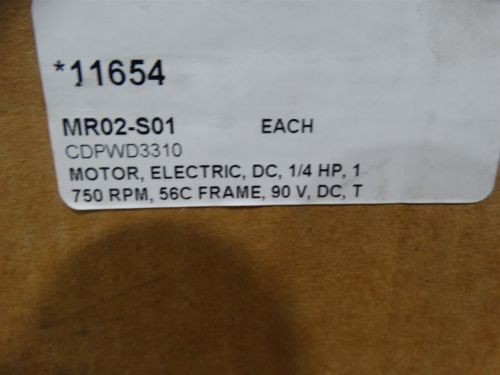 *11654
MR02-S01 EACH
CDPWD3310
MOTOR, ELECTRIC, DC, 1/4 HP, 1
750 RPM, 56C FRAME, 90 V, DC, T